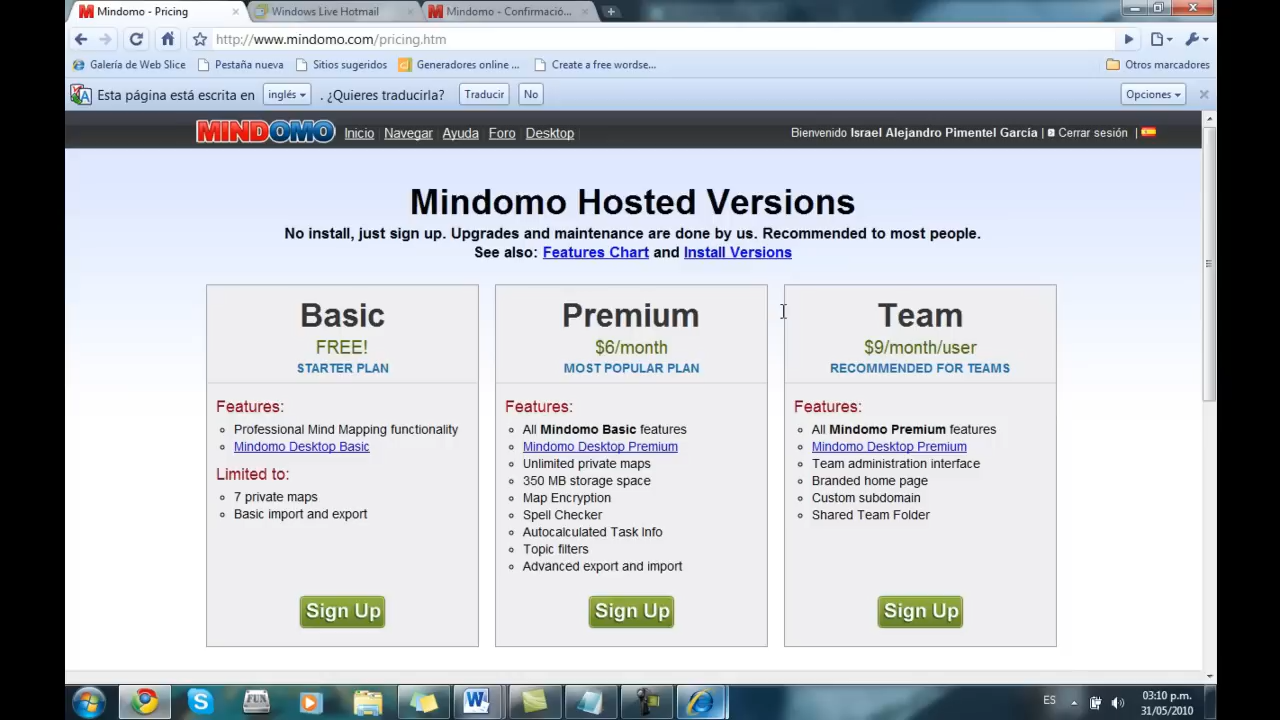 Mindomo - Pricing
Windows Live Hotmail
Mindomo - Confirmació...
http://www.mindomo.com/pricing.htm
Galería de Web Slice
Pestaña nueva
Sitios sugeridos
Generadores online ...
Create a free wordse...
Otros marcadores
Esta página está escrita en inglés . ¿Quieres traducirla? Traducir No Opciones
MINDOMO Inicio Navegar Ayuda Foro Desktop
Bienvenido Israel Alejandro Pimentel García | Cerrar sesión |
Mindomo Hosted Versions
No install, just sign up. Upgrades and maintenance are done by us. Recommended to most people.
See also: Features Chart and Install Versions
Basic
FREE!
STARTER PLAN
Features:
Professional Mind Mapping functionality
Mindomo Desktop Basic
Limited to:
7 private maps
Basic import and export
Sign Up
Premium
$6/month
MOST POPULAR PLAN
Features:
All Mindomo Basic features
Mindomo Desktop Premium
Unlimited private maps
350 MB storage space
Map Encryption
Spell Checker
Autocalculated Task Info
Topic filters
Advanced export and import
Sign Up
Team
$9/month/user
RECOMMENDED FOR TEAMS
Features:
All Mindomo Premium features
Mindomo Desktop Premium
Team administration interface
Branded home page
Custom subdomain
Shared Team Folder
Sign Up
FUN
ES
03:10 p.m.
31/05/2010